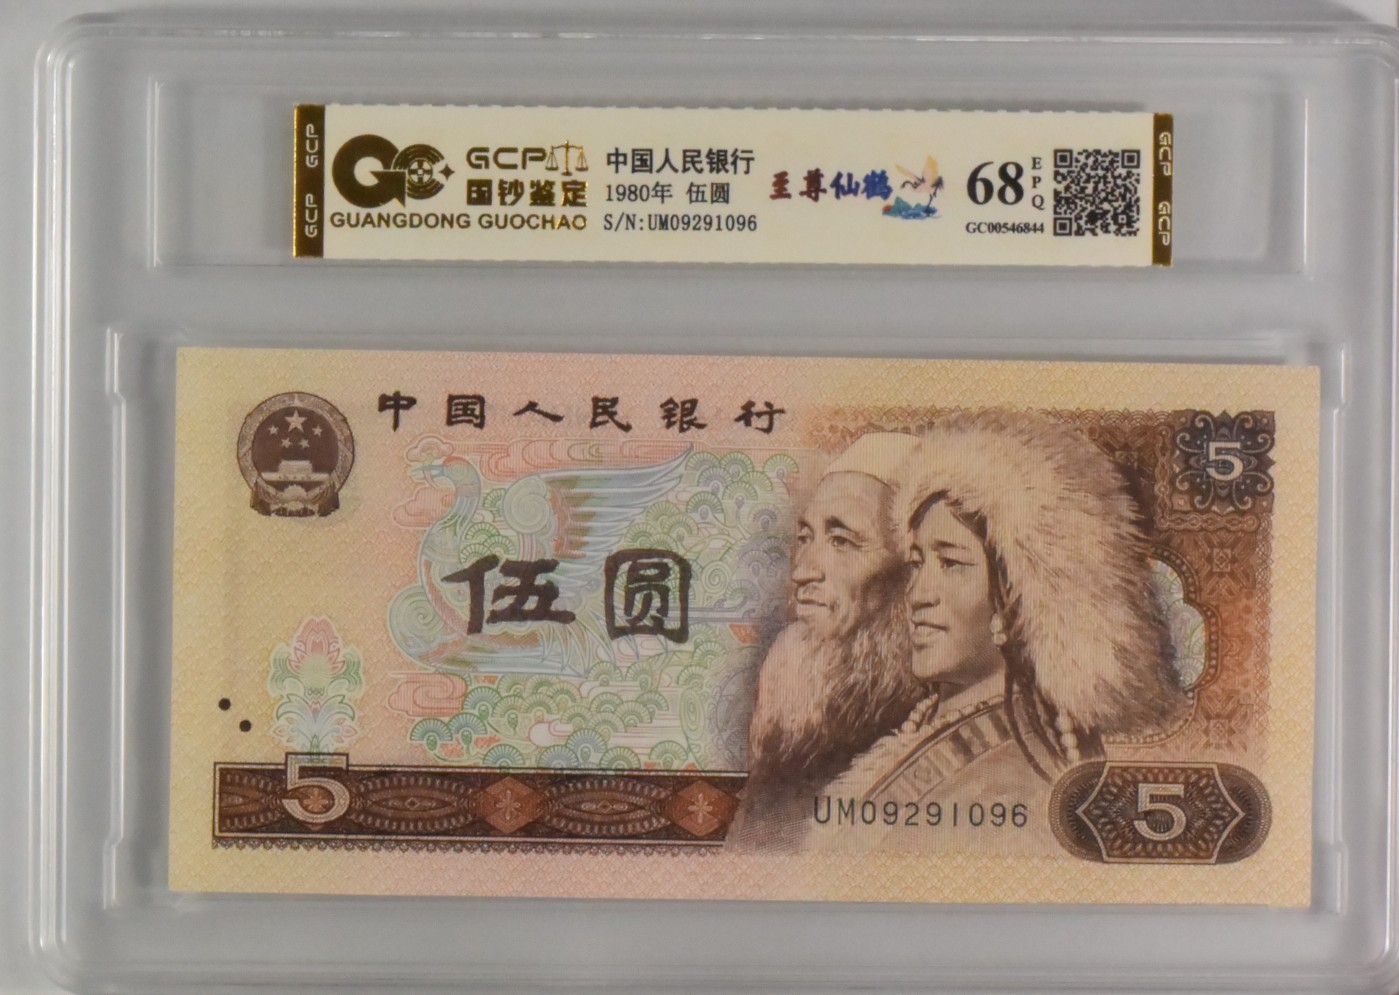 GCP GCP
GCP
国钞鉴定
GUANGDONG GUOCHAO
中国人民银行
1980年 伍圆
S/N:UM09291096
至尊仙鹤
68 EPQ
GC00546844
GCP GCP
中国人民银行
5
伍圆
5
UM09291096
5